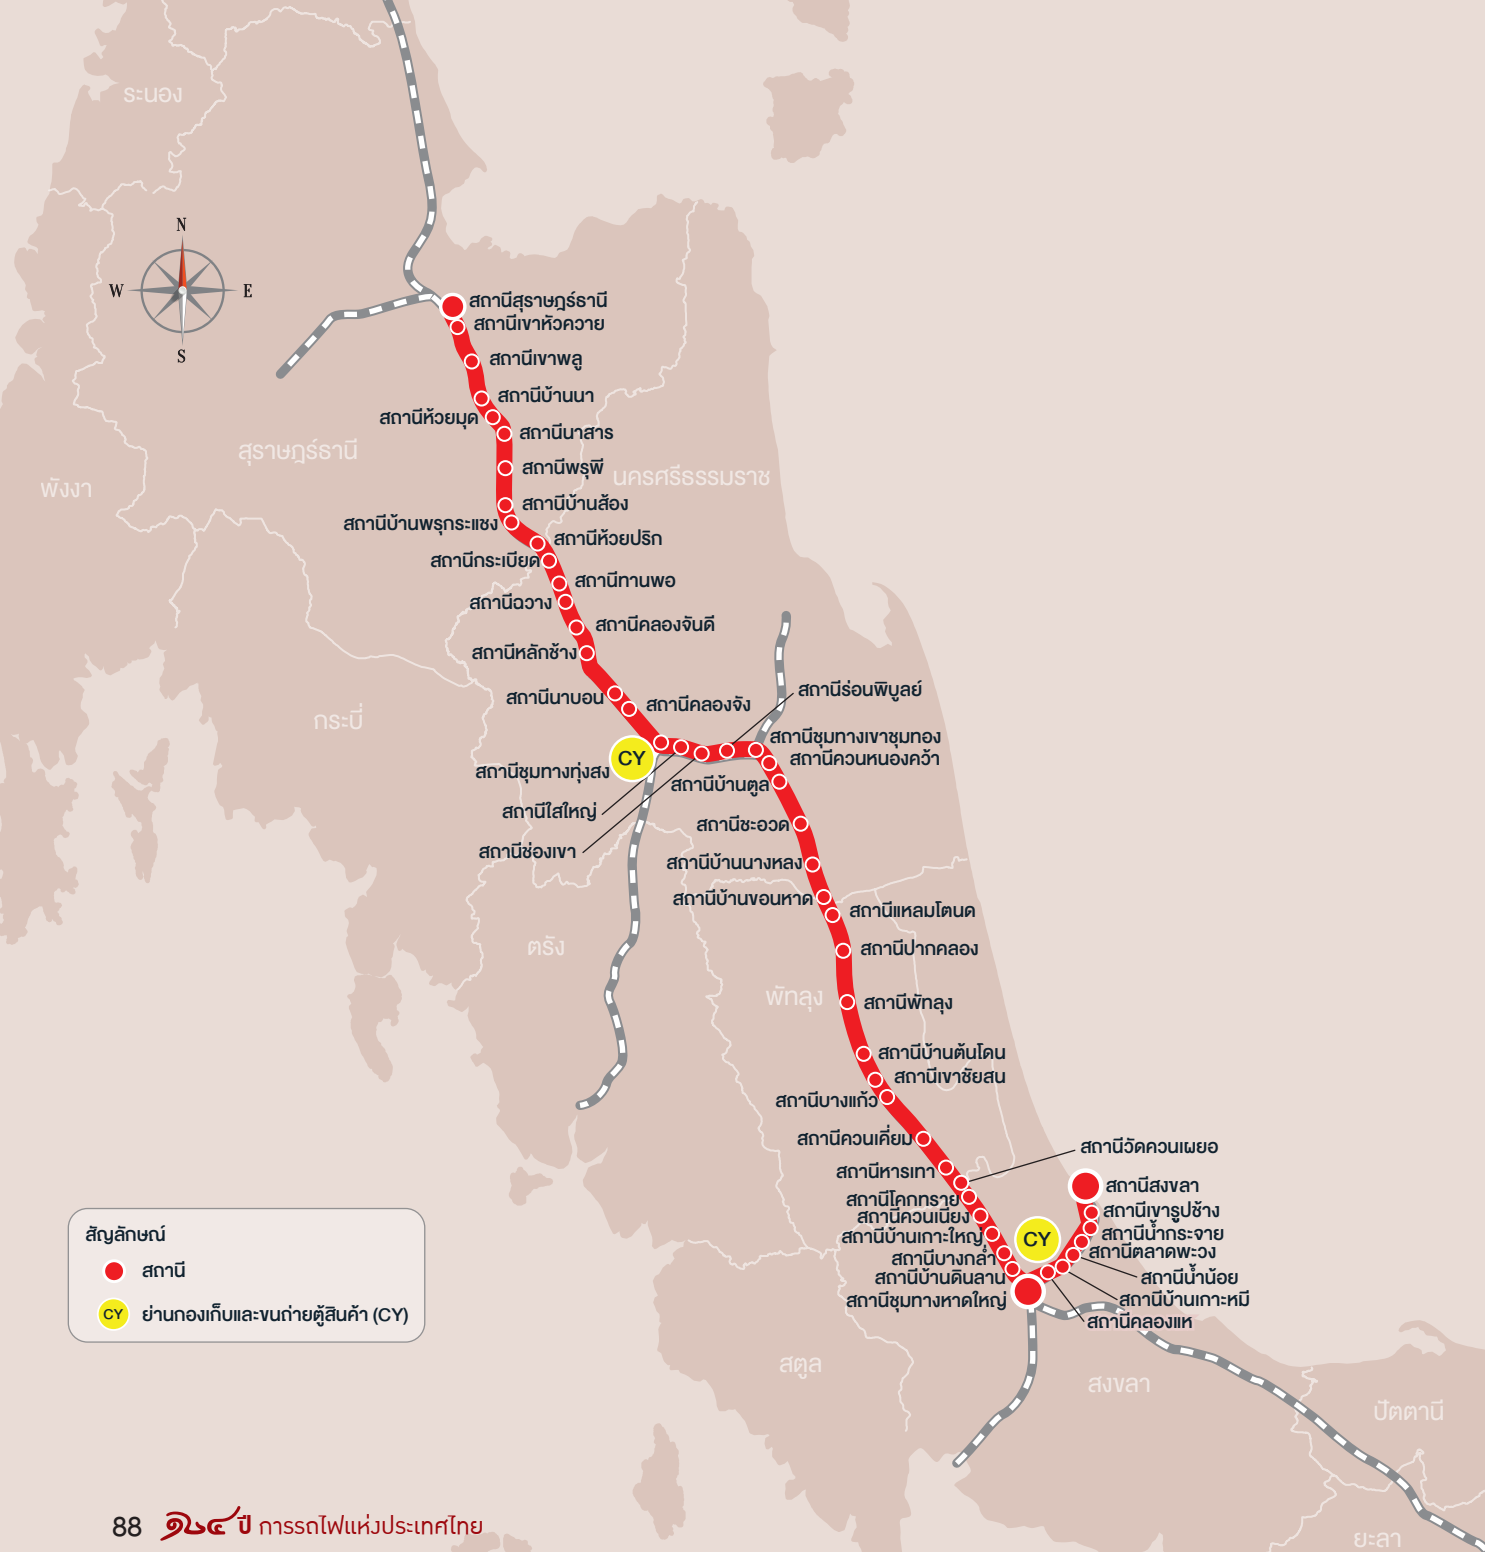 ระนอง
N
W
E
S
สถานีสุราษฎร์ธานี
สถานีเขาหัวควาย
สถานีเขาพลู
สถานีบ้านนา
สถานีห้วยมุด
สถานีนาสาร
สุราษฎร์ธานี
สถานีพรุพี
นครศรีธรรมราช
พังงา
สถานีบ้านส้อง
สถานีบ้านพรุกระแชง
สถานีห้วยปริก
สถานีกระเบียด
สถานีทานพอ
สถานีฉวาง
สถานีคลองจันดี
สถานีหลักช้าง
สถานีร่อนพิบูลย์
สถานีนาบอน
สถานีคลองจัง
กระบี่
สถานีชุมทางเขาชุมทอง
CY
สถานีควนหนองคว้า
สถานีชุมทางทุ่งสง
สถานีบ้านตูล
สถานีใสใหญ่
สถานีชะอวด
สถานีช่องเขา
สถานีบ้านนางหลง
สถานีบ้านขอนหาด
สถานีแหลมโตนด
ตรัง
สถานีปากคลอง
พัทลุง
สถานีพัทลุง
สถานีบ้านต้นโดน
สถานีเขาชัยสน
สถานีบางแก้ว
สถานีควนเคี่ยม
สถานีวัดควนเผยอ
สถานีหารเทา
สถานีสงขลา
สถานีโคกทราย
สถานีเขารูปช้าง
สถานีควนเนียง
สถานีน้ำกระจาย
สถานีบ้านเกาะใหญ่
CY
สถานีตลาดพะวง
สถานีบางกล่ำ
สถานีบ้านดินลาน
สถานีน้ำน้อย
สถานีชุมทางหาดใหญ่
สถานีบ้านเกาะหมี
สถานีคลองแห
สัญลักษณ์
สถานี
CY ย่านกองเก็บและขนถ่ายตู้สินค้า (CY)
สตูล
สงขลา
ปัตตานี
ยะลา
88 ๑๒๔ ปี การรถไฟแห่งประเทศไทย